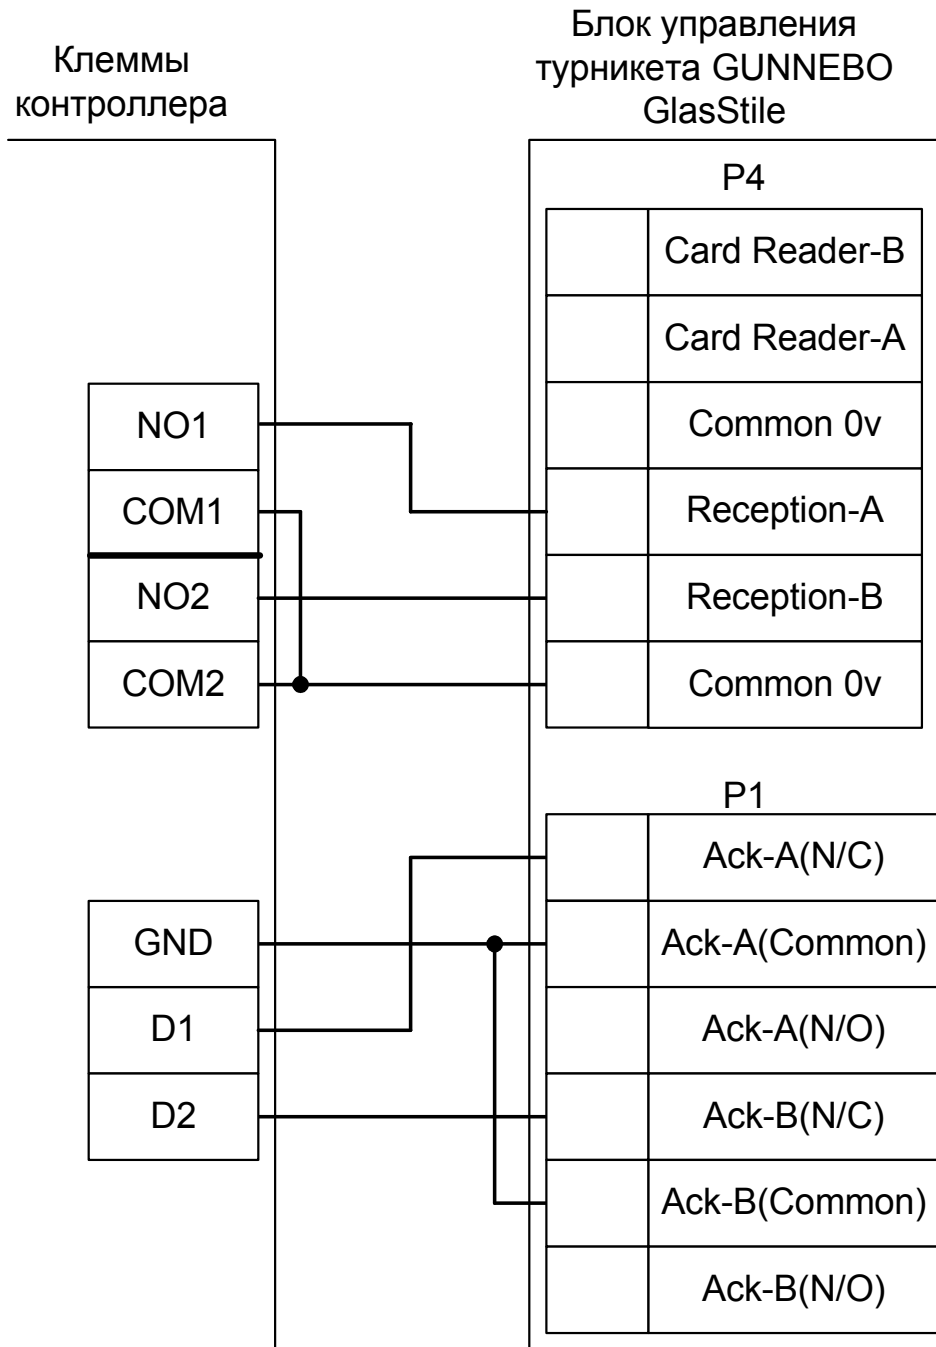 Клеммы
контроллера
Блок управления
турникета GUNNEBO
GlasStile
P4
Card Reader-B
Card Reader-A
Common 0v
Reception-A
Reception-B
Common 0v
NO1
COM1
NO2
COM2
P1
Ack-A(N/C)
Ack-A(Common)
Ack-A(N/O)
Ack-B(N/C)
Ack-B(Common)
Ack-B(N/O)
GND
D1
D2